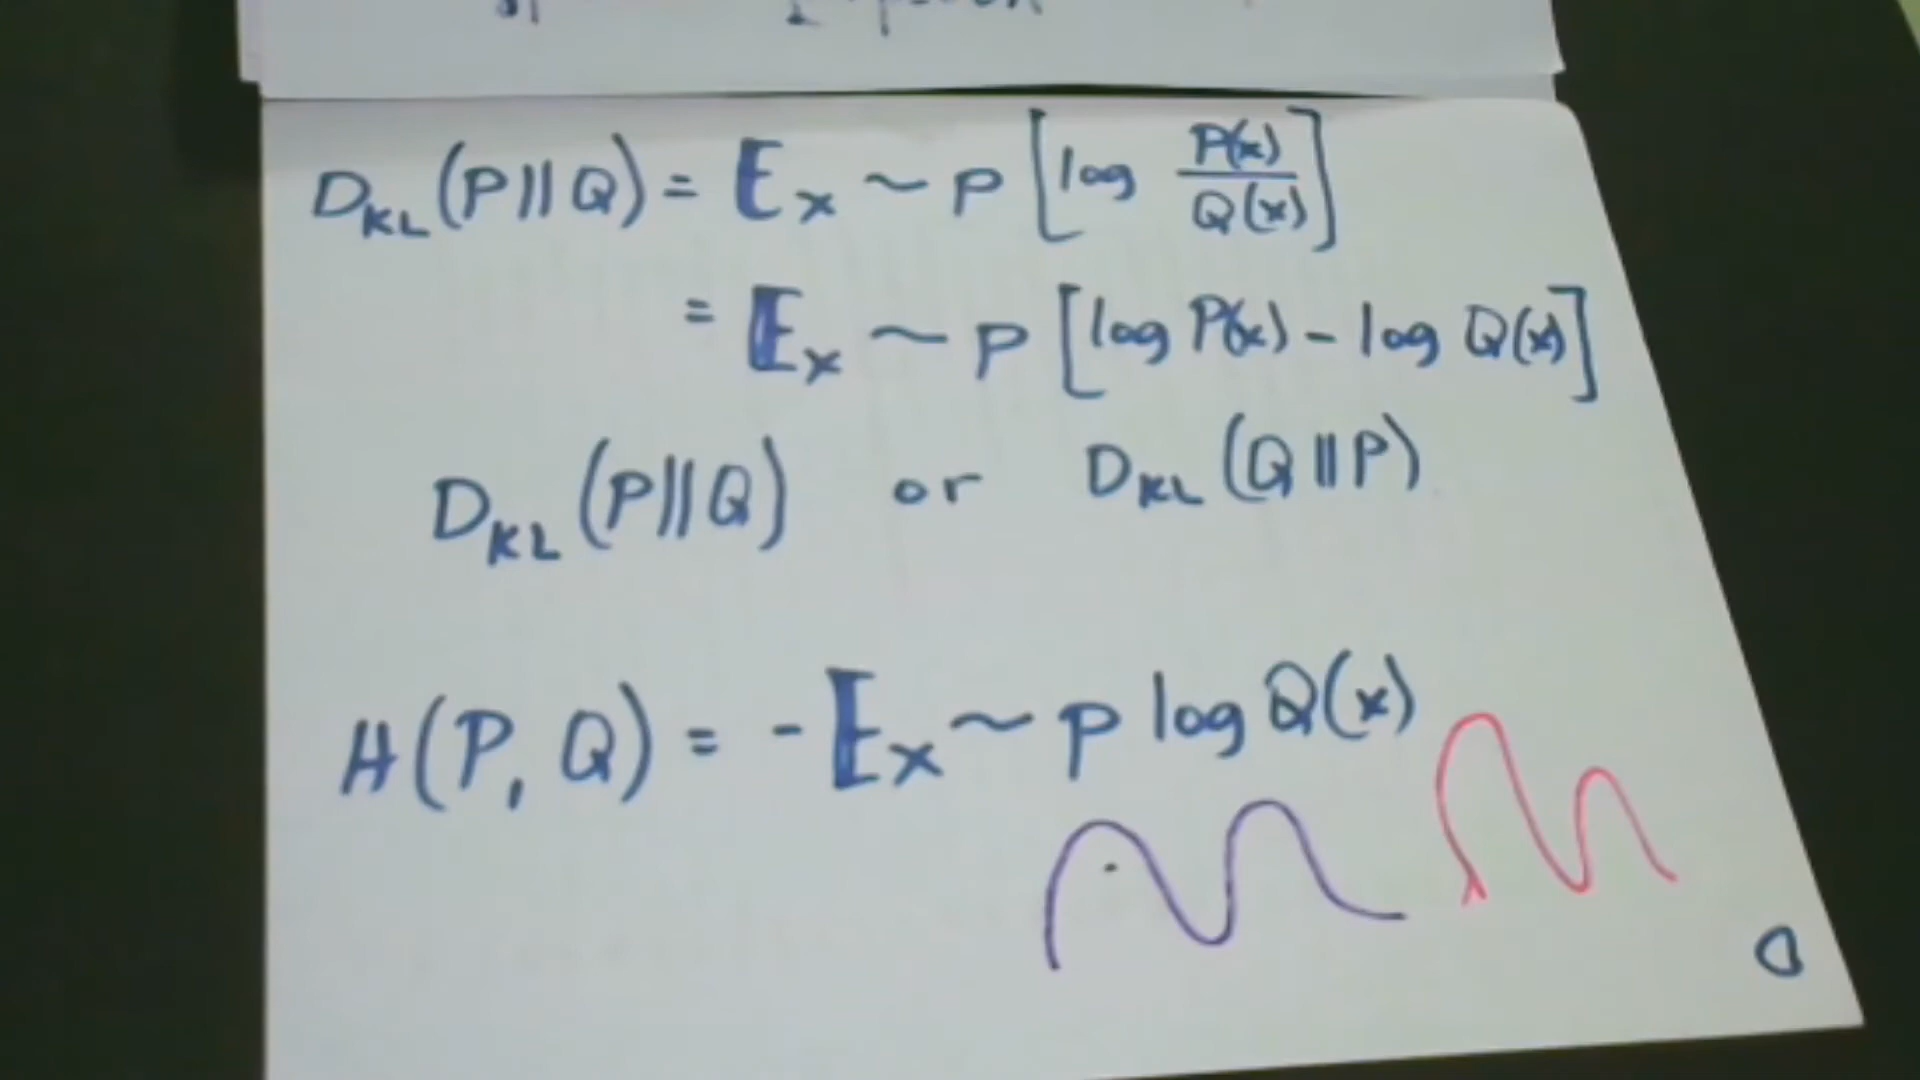 D_KL (P || Q) = E_x ~ P [log P(x) / Q(x)]
= E_x ~ P [log P(x) - log Q(x)]
D_KL (P || Q) or D_KL (Q || P)
H(P, Q) = - E_x ~ P log Q(x)